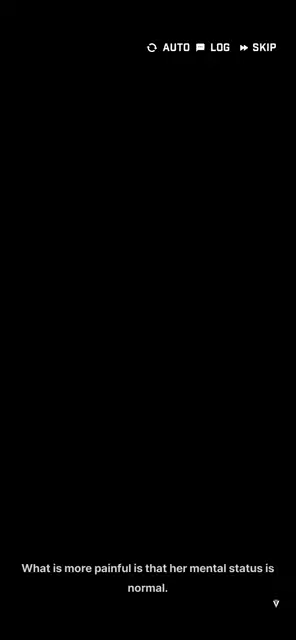 AUTO LOG SKIP
What is more painful is that her mental status is
normal.